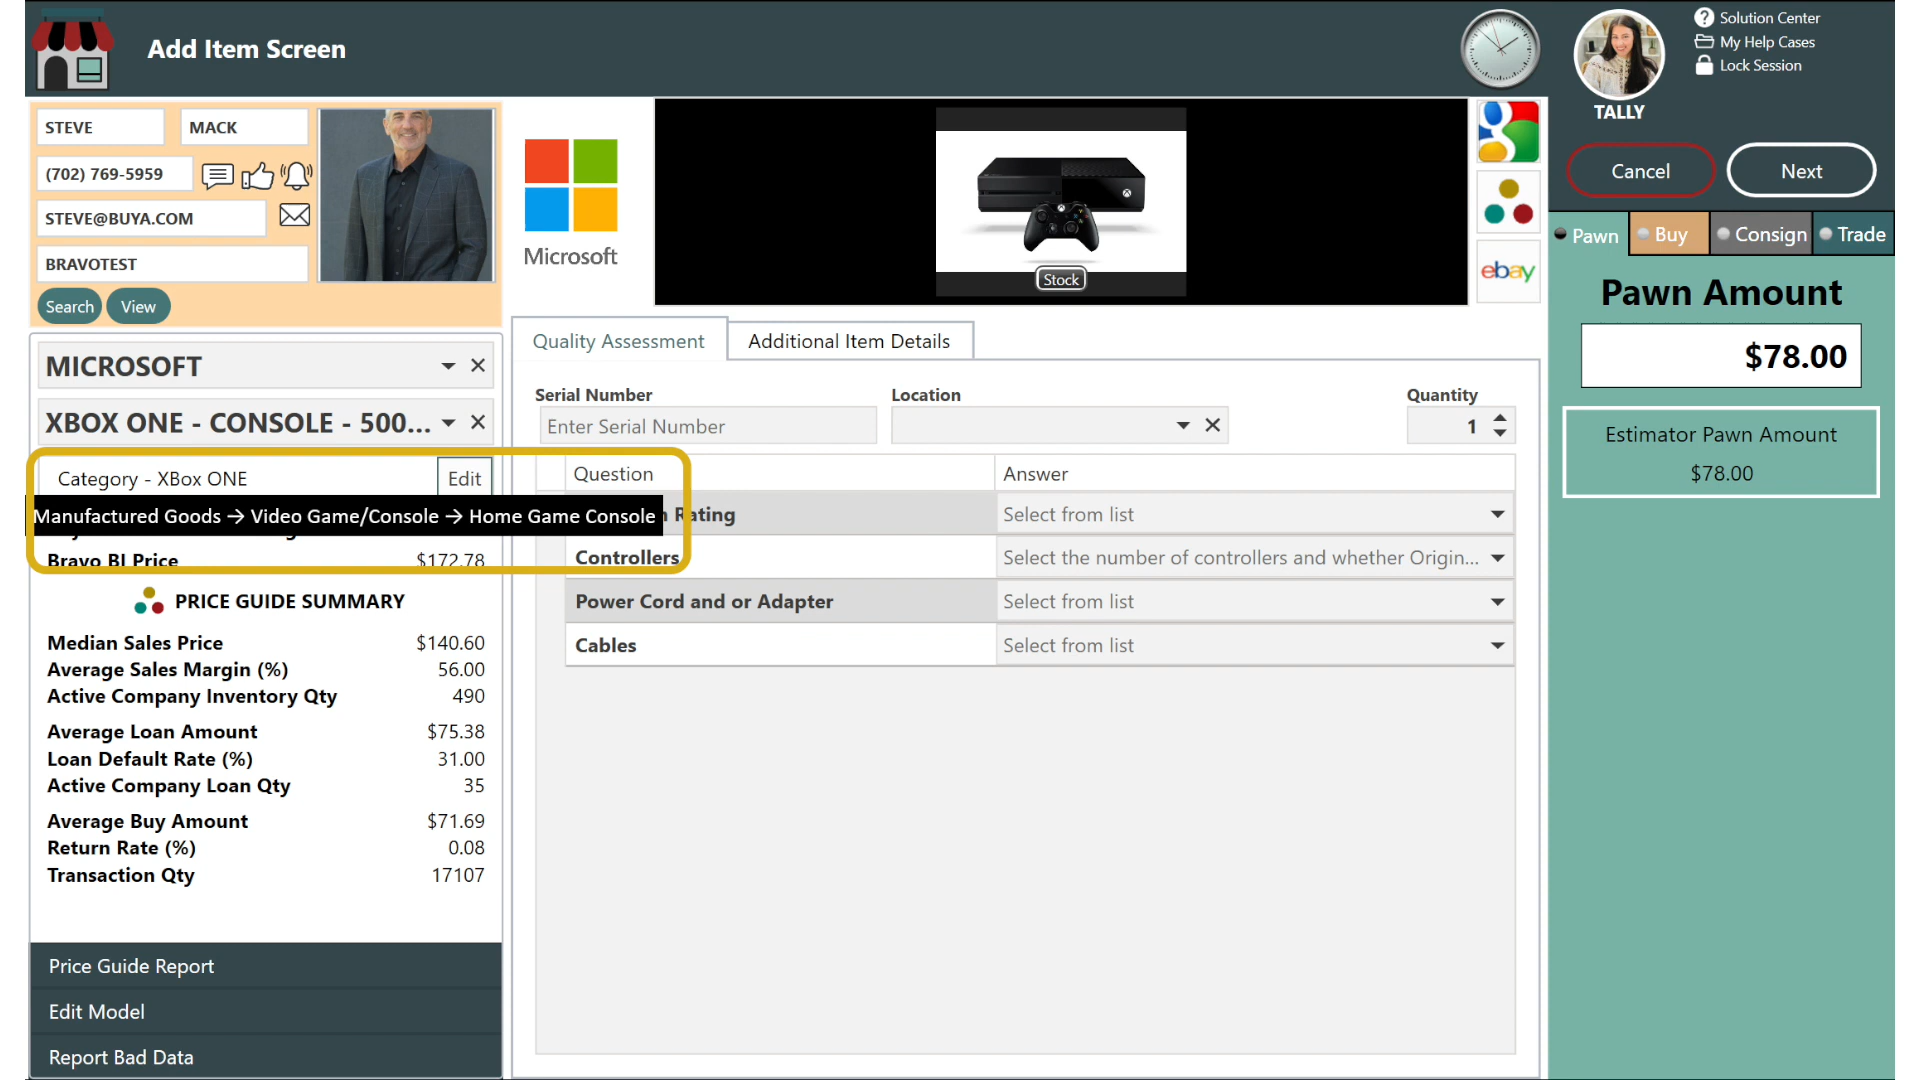 Add Item Screen
Solution Center
My Help Cases
Lock Session
TALLY
STEVE
MACK
(702) 769-5959
STEVE@BUYA.COM
BRAVOTEST
Search
View
Microsoft
Stock
ebay
Cancel
Next
Pawn
Buy
Consign
Trade
Pawn Amount
$78.00
Estimator Pawn Amount
$78.00
MICROSOFT
XBOX ONE - CONSOLE - 500...
Category - XBox ONE
Edit
Manufactured Goods → Video Game/Console → Home Game Console
Bravo BI Price
$172.78
PRICE GUIDE SUMMARY
Median Sales Price
$140.60
Average Sales Margin (%)
56.00
Active Company Inventory Qty
490
Average Loan Amount
$75.38
Loan Default Rate (%)
31.00
Active Company Loan Qty
35
Average Buy Amount
$71.69
Return Rate (%)
0.08
Transaction Qty
17107
Price Guide Report
Edit Model
Report Bad Data
Quality Assessment
Additional Item Details
Serial Number
Location
Quantity
Enter Serial Number
1
Question
Answer
Rating
Select from list
Controllers
Select the number of controllers and whether Origin...
Power Cord and or Adapter
Select from list
Cables
Select from list